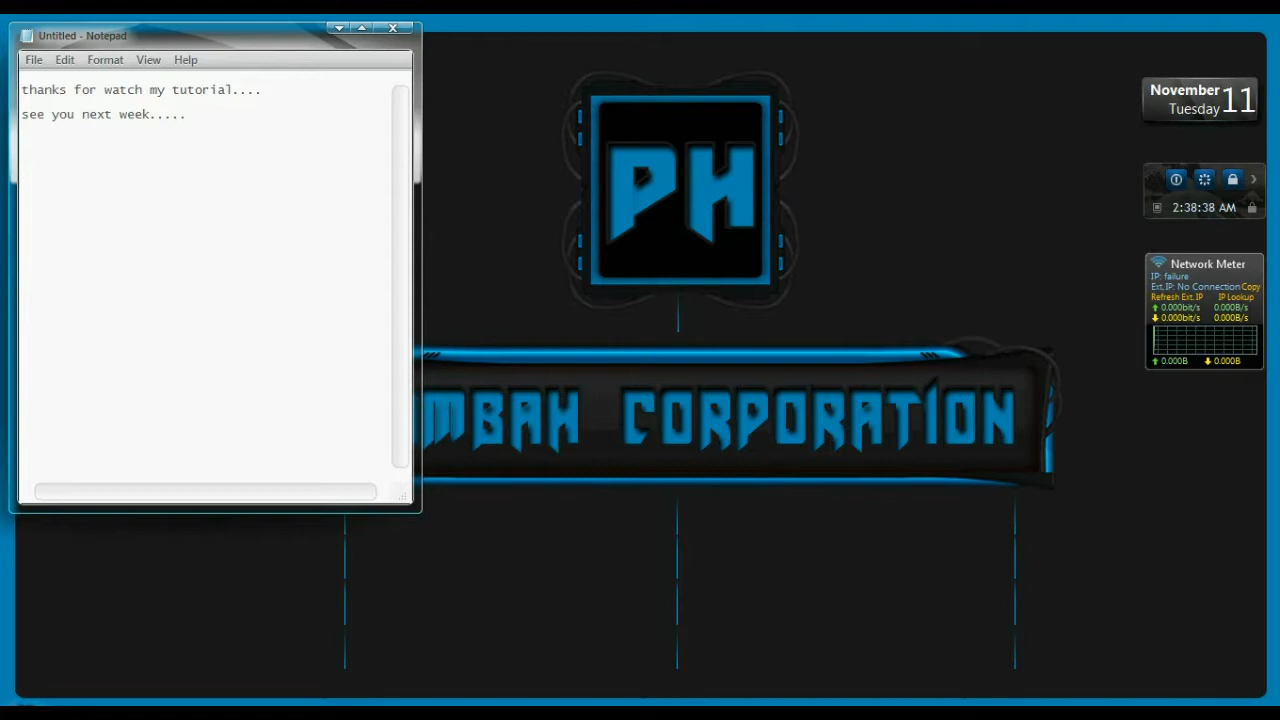 Untitled - Notepad
File Edit Format View Help
thanks for watch my tutorial....
see you next week.....
PH
CORPORATION
November
Tuesday 11
2:38:38 AM
Network Meter
IP: failure
Ext.IP: No Connection Copy
Refresh Ext. IP IP Lookup
0.000bit/s 0.000B/s
0.000bit/s 0.000B/s
0.000B 0.000B